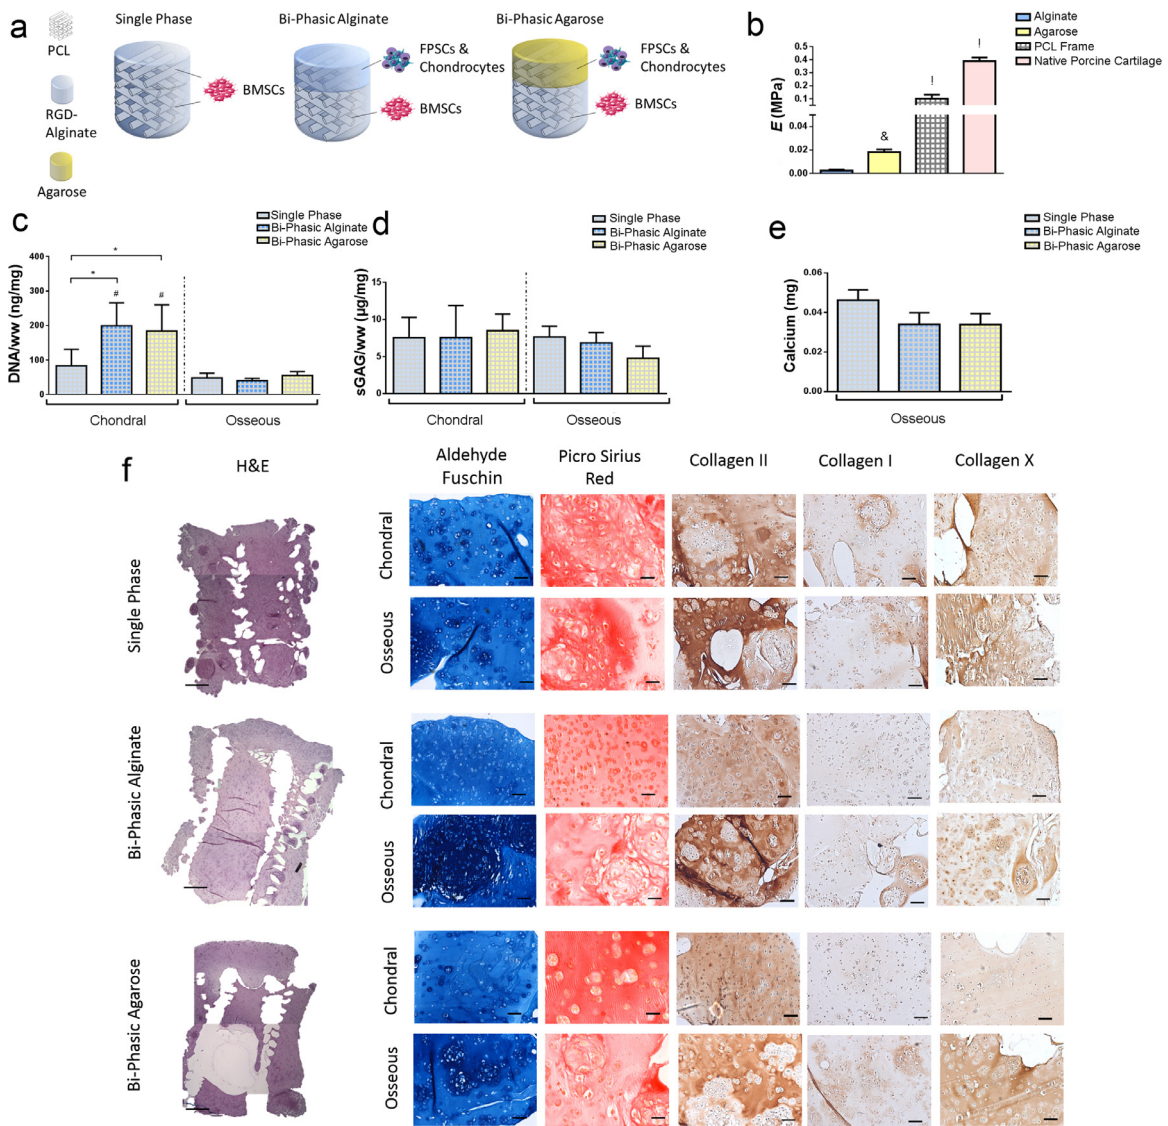 a
PCL
RGD-
Alginate
Agarose
Single Phase
BMSCs
Bi-Phasic Alginate
FPSCs &
Chondrocytes
BMSCs
Bi-Phasic Agarose
FPSCs &
Chondrocytes
BMSCs
b
Alginate
Agarose
PCL Frame
Native Porcine Cartilage
E (MPa)
0.5
0.4
0.3
0.2
0.1
0.04
0.02
0.00
&
!
!
c
Single Phase
Bi-Phasic Alginate
Bi-Phasic Agarose
DNA/ww (ng/mg)
400
300
200
100
0
*
*
#
#
Chondral
Osseous
d
Single Phase
Bi-Phasic Alginate
Bi-Phasic Agarose
sGAG/ww (µg/mg)
15
10
5
0
Chondral
Osseous
e
Single Phase
Bi-Phasic Alginate
Bi-Phasic Agarose
Calcium (mg)
0.06
0.04
0.02
0.00
Osseous
f
H&E
Aldehyde
Fuschin
Picro Sirius
Red
Collagen II
Collagen I
Collagen X
Single Phase
Chondral
Osseous
Bi-Phasic Alginate
Chondral
Osseous
Bi-Phasic Agarose
Chondral
Osseous